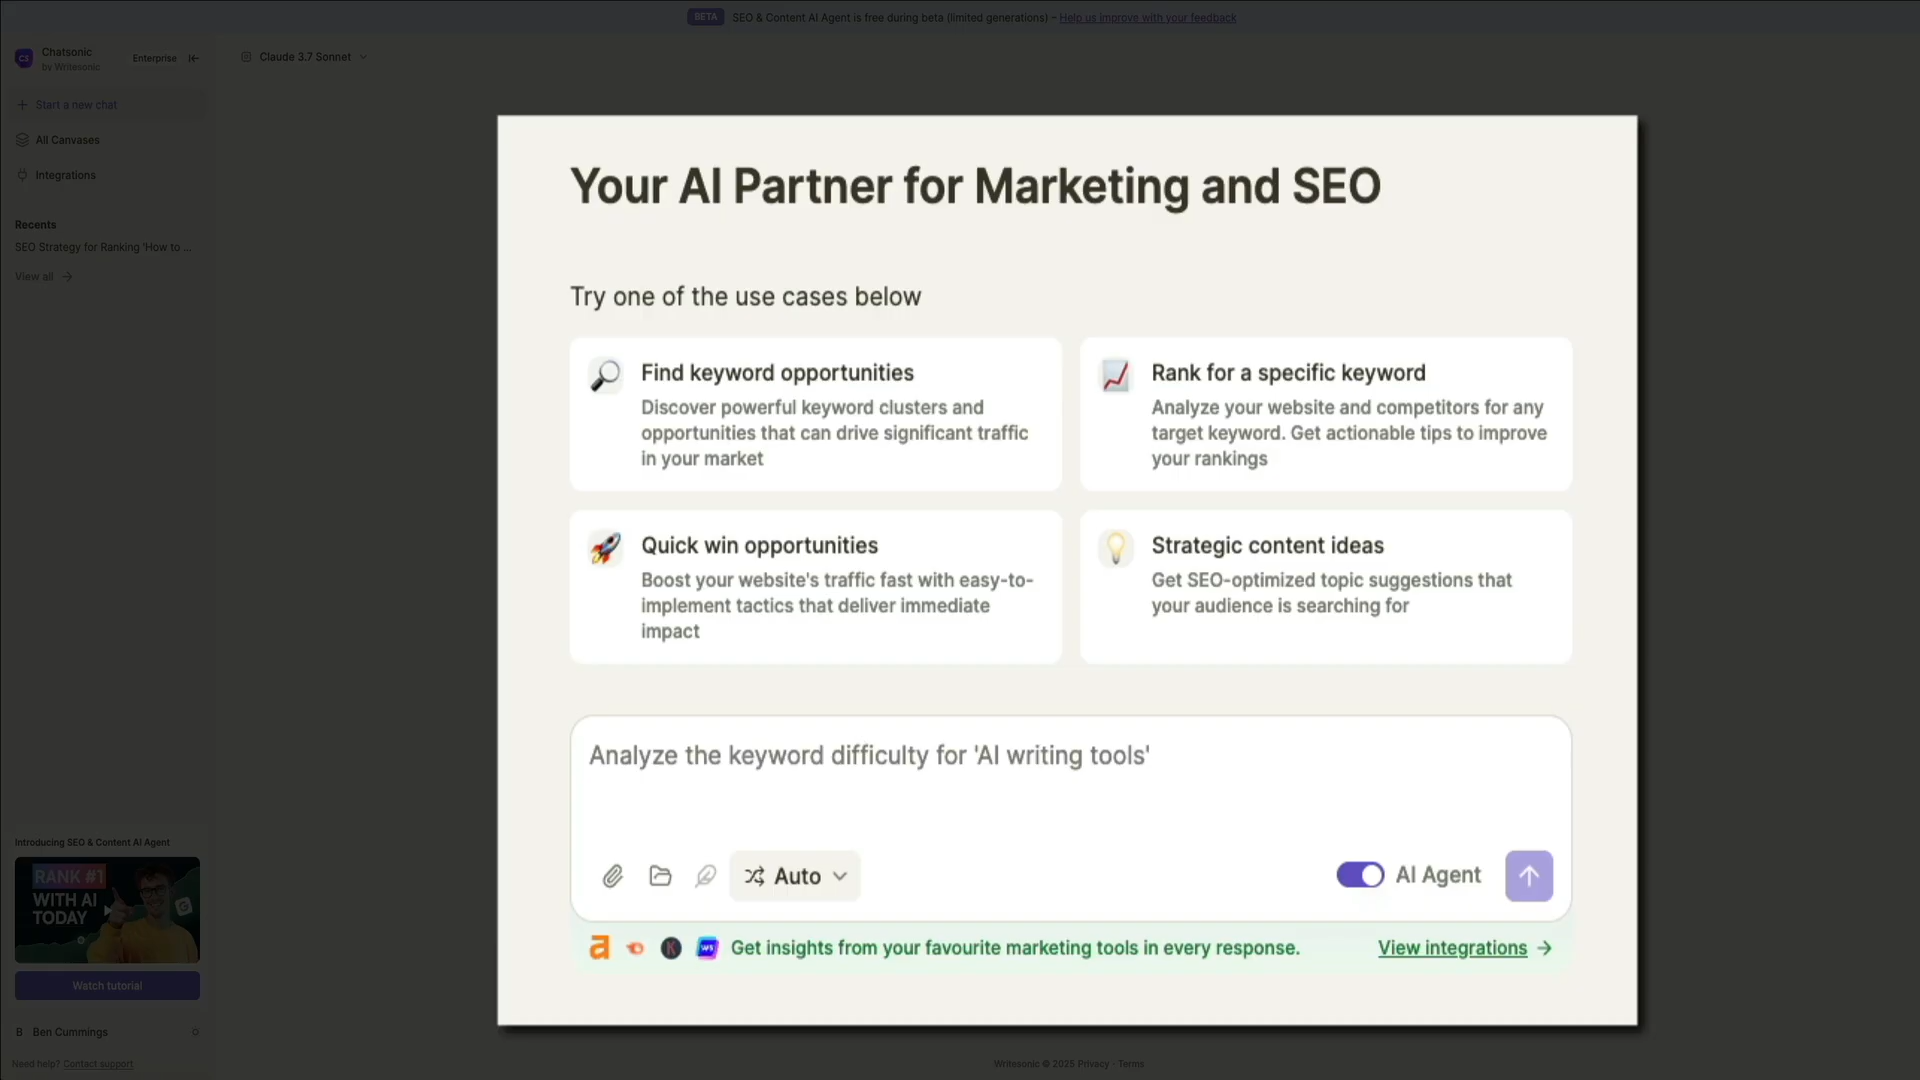 BETA SEO & Content AI Agent is free during beta (limited generations) – Help us improve with your feedback
Chatsonic
by Writesonic
Enterprise
Claude 3.7 Sonnet
Start a new chat
All Canvases
Integrations
Recents
SEO Strategy for Ranking 'How to ...
View all
Your AI Partner for Marketing and SEO
Try one of the use cases below
Find keyword opportunities
Discover powerful keyword clusters and
opportunities that can drive significant traffic
in your market
Rank for a specific keyword
Analyze your website and competitors for any
target keyword. Get actionable tips to improve
your rankings
Quick win opportunities
Boost your website's traffic fast with easy-to-
implement tactics that deliver immediate
impact
Strategic content ideas
Get SEO-optimized topic suggestions that
your audience is searching for
Analyze the keyword difficulty for 'AI writing tools'
Auto
AI Agent
a K WS Get insights from your favourite marketing tools in every response.
View integrations
Introducing SEO & Content AI Agent
RANK #1
WITH AI
TODAY
G
Watch tutorial
B Ben Cummings
Need help? Contact support
Writesonic © 2025 Privacy - Terms